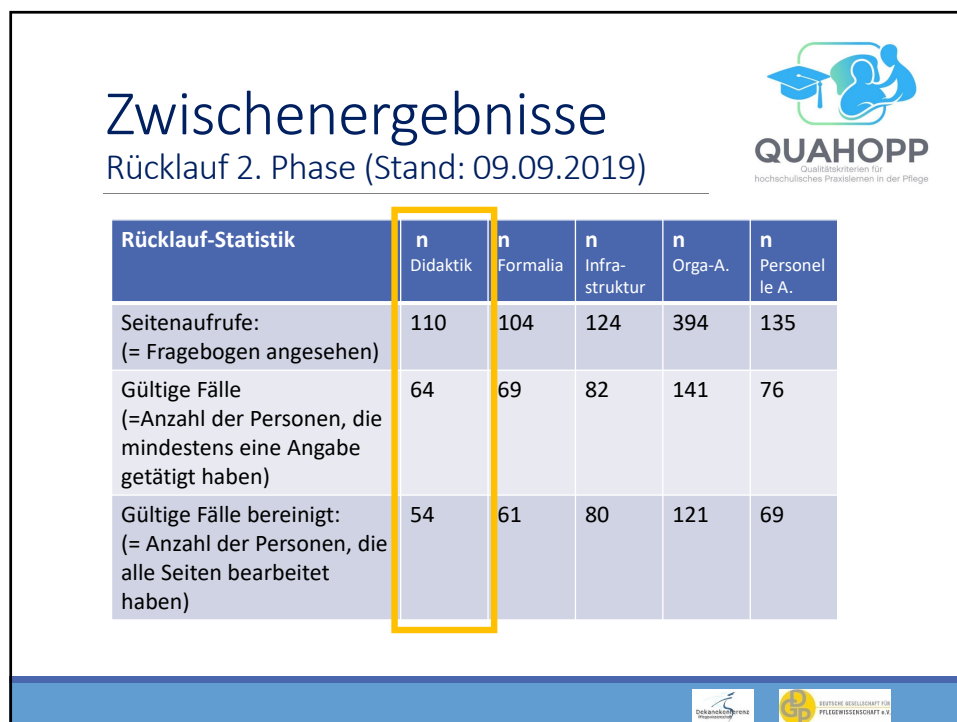 Zwischenergebnisse
Rücklauf 2. Phase (Stand: 09.09.2019)
QUAHOPP
Qualitätskriterien für
hochschulisches Praxislernen in der Pflege
Rücklauf-Statistik
n
Didaktik
n
Formalia
n
Infra-
struktur
n
Orga-A.
n
Personel
le A.
Seitenaufrufe:
(= Fragebogen angesehen)
110
104
124
394
135
Gültige Fälle
(=Anzahl der Personen, die
mindestens eine Angabe
getätigt haben)
64
69
82
141
76
Gültige Fälle bereinigt:
(= Anzahl der Personen, die
alle Seiten bearbeitet
haben)
54
61
80
121
69
Dekanekonferenz
Pflegewissenschaft
DEUTSCHE GESELLSCHAFT FÜR
PFLEGEWISSENSCHAFT e.V.